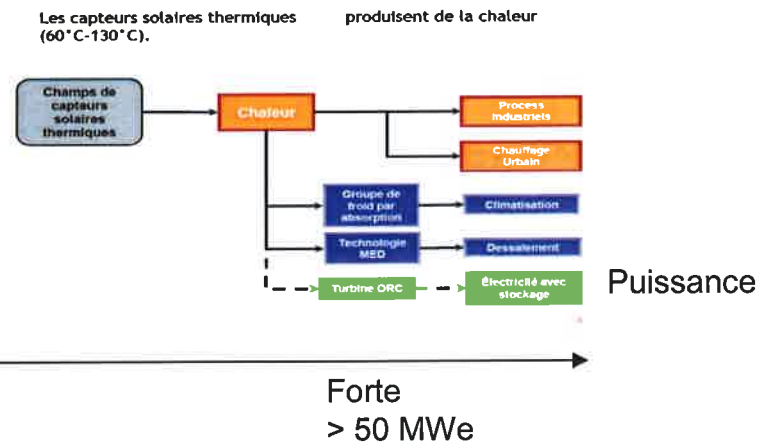 Les capteurs solaires thermiques produisent de la chaleur
(60°C-130°C).
Champs de
capteurs
solaires
thermiques
Chaleur
Process
Industriels
Chauffage
Urbain
Groupe de
froid par
absorption
Climatisation
Technologie
MED
Dessalement
Turbine ORC
Électricité avec
stockage
Puissance
Forte
> 50 MWe